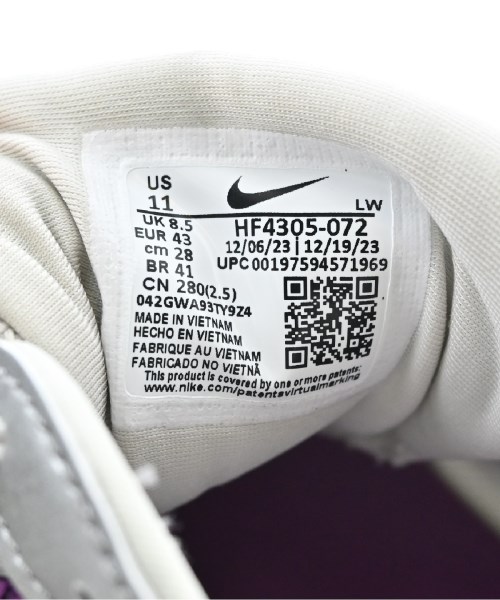 US
11
LW
UK 8.5
EUR 43
cm 28
BR 41
CN 280(2.5)
042GWA93TY9Z4
HF4305-072
12/06/23 | 12/19/23
UPC 00197594571969
MADE IN VIETNAM
HECHO EN VIETNAM
FABRIQUE AU VIETNAM
FABRICADO NO VIETNÃ
This product is covered by one or more patents:
www.nike.com/patentsvirtualmarking